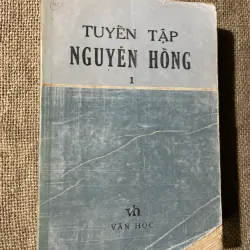 TUYỂN TẬP
NGUYÊN HỒNG
1
vh
VĂN HỌC